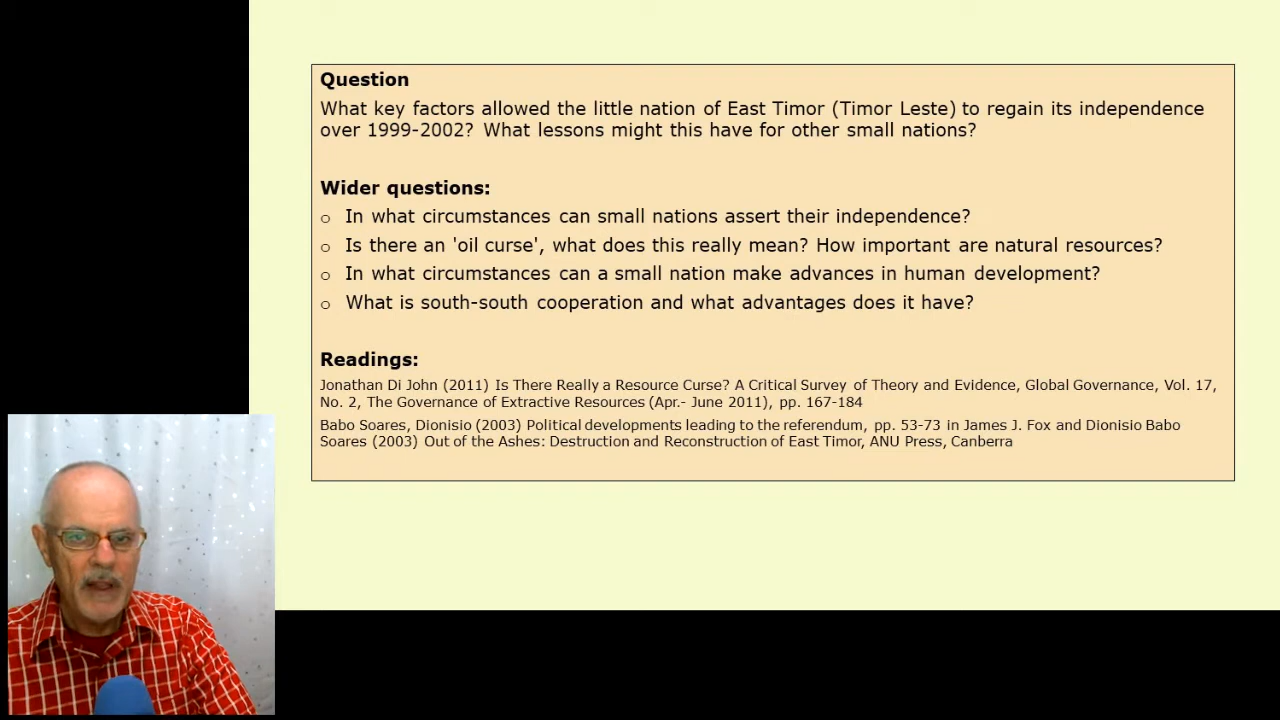 Question
What key factors allowed the little nation of East Timor (Timor Leste) to regain its independence
over 1999-2002? What lessons might this have for other small nations?
Wider questions:
o In what circumstances can small nations assert their independence?
o Is there an 'oil curse', what does this really mean? How important are natural resources?
o In what circumstances can a small nation make advances in human development?
o What is south-south cooperation and what advantages does it have?
Readings:
Jonathan Di John (2011) Is There Really a Resource Curse? A Critical Survey of Theory and Evidence, Global Governance, Vol. 17,
No. 2, The Governance of Extractive Resources (Apr.- June 2011), pp. 167-184
Babo Soares, Dionisio (2003) Political developments leading to the referendum, pp. 53-73 in James J. Fox and Dionisio Babo
Soares (2003) Out of the Ashes: Destruction and Reconstruction of East Timor, ANU Press, Canberra